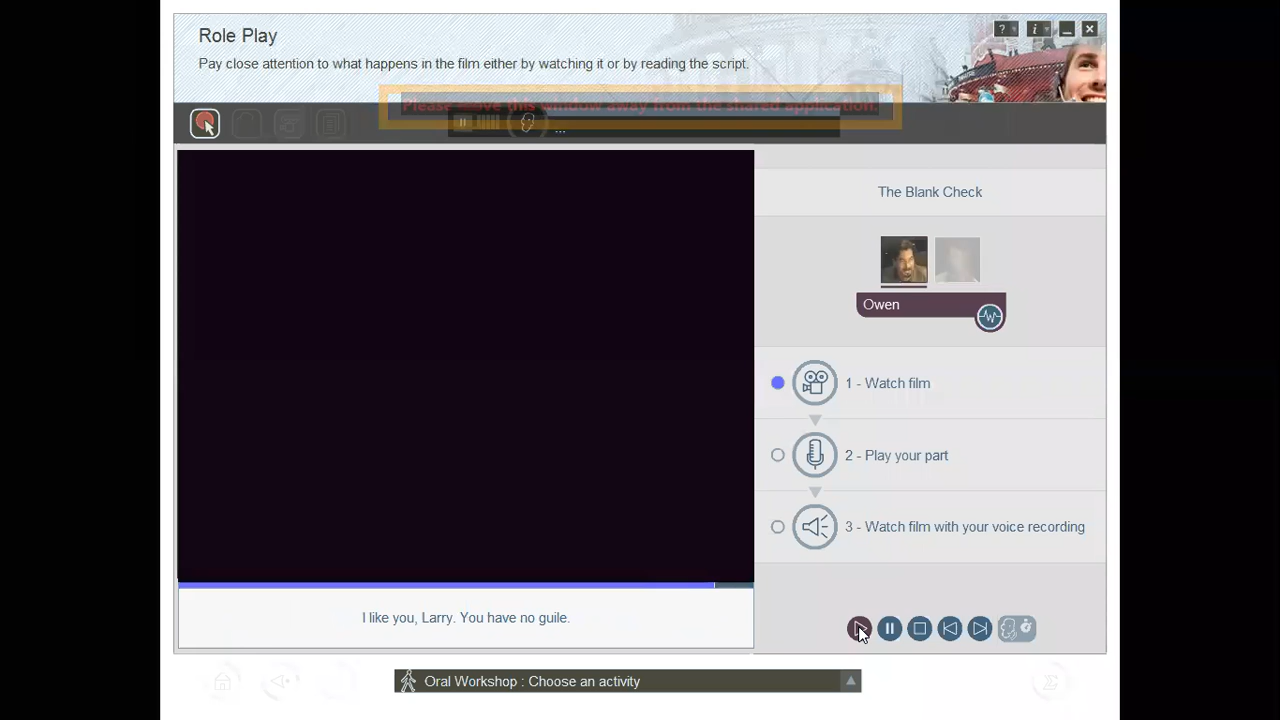 Role Play
Pay close attention to what happens in the film either by watching it or by reading the script.
Please move this window away from the shared application
...
The Blank Check
Owen
1 - Watch film
2 - Play your part
3 - Watch film with your voice recording
I like you, Larry. You have no guile.
Oral Workshop : Choose an activity